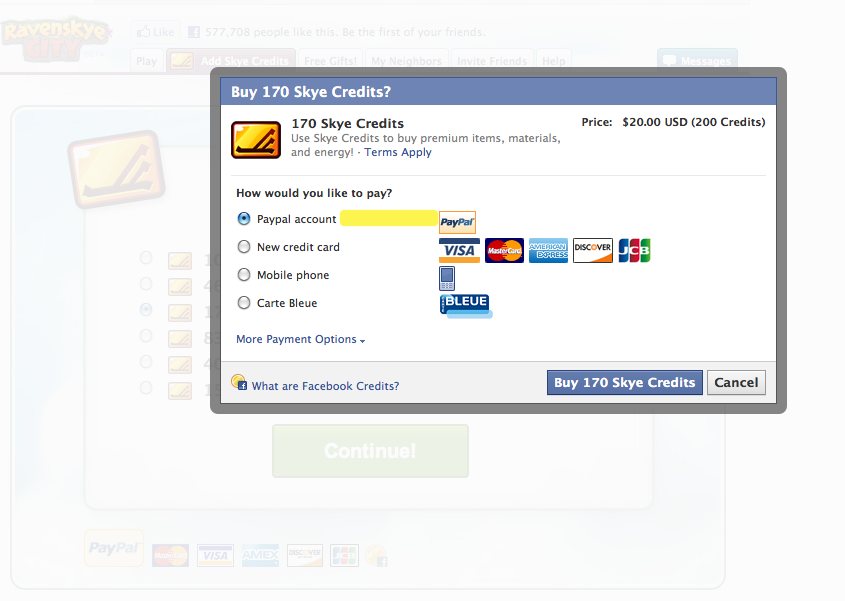 Ravenskye
CITY
Like 577,708 people like this. Be the first of your friends.
Play Add Skye Credits Free Gifts! My Neighbors Invite Friends Help Messages
Buy 170 Skye Credits?
170 Skye Credits
Price: $20.00 USD (200 Credits)
Use Skye Credits to buy premium items, materials,
and energy! · Terms Apply
How would you like to pay?
Paypal account PayPal
New credit card VISA MasterCard AMERICAN EXPRESS DISCOVER JCB
Mobile phone
Carte Bleue BLEUE
More Payment Options
What are Facebook Credits?
Buy 170 Skye Credits Cancel
Continue!
PayPal MasterCard VISA AMEX DISCOVER JCB